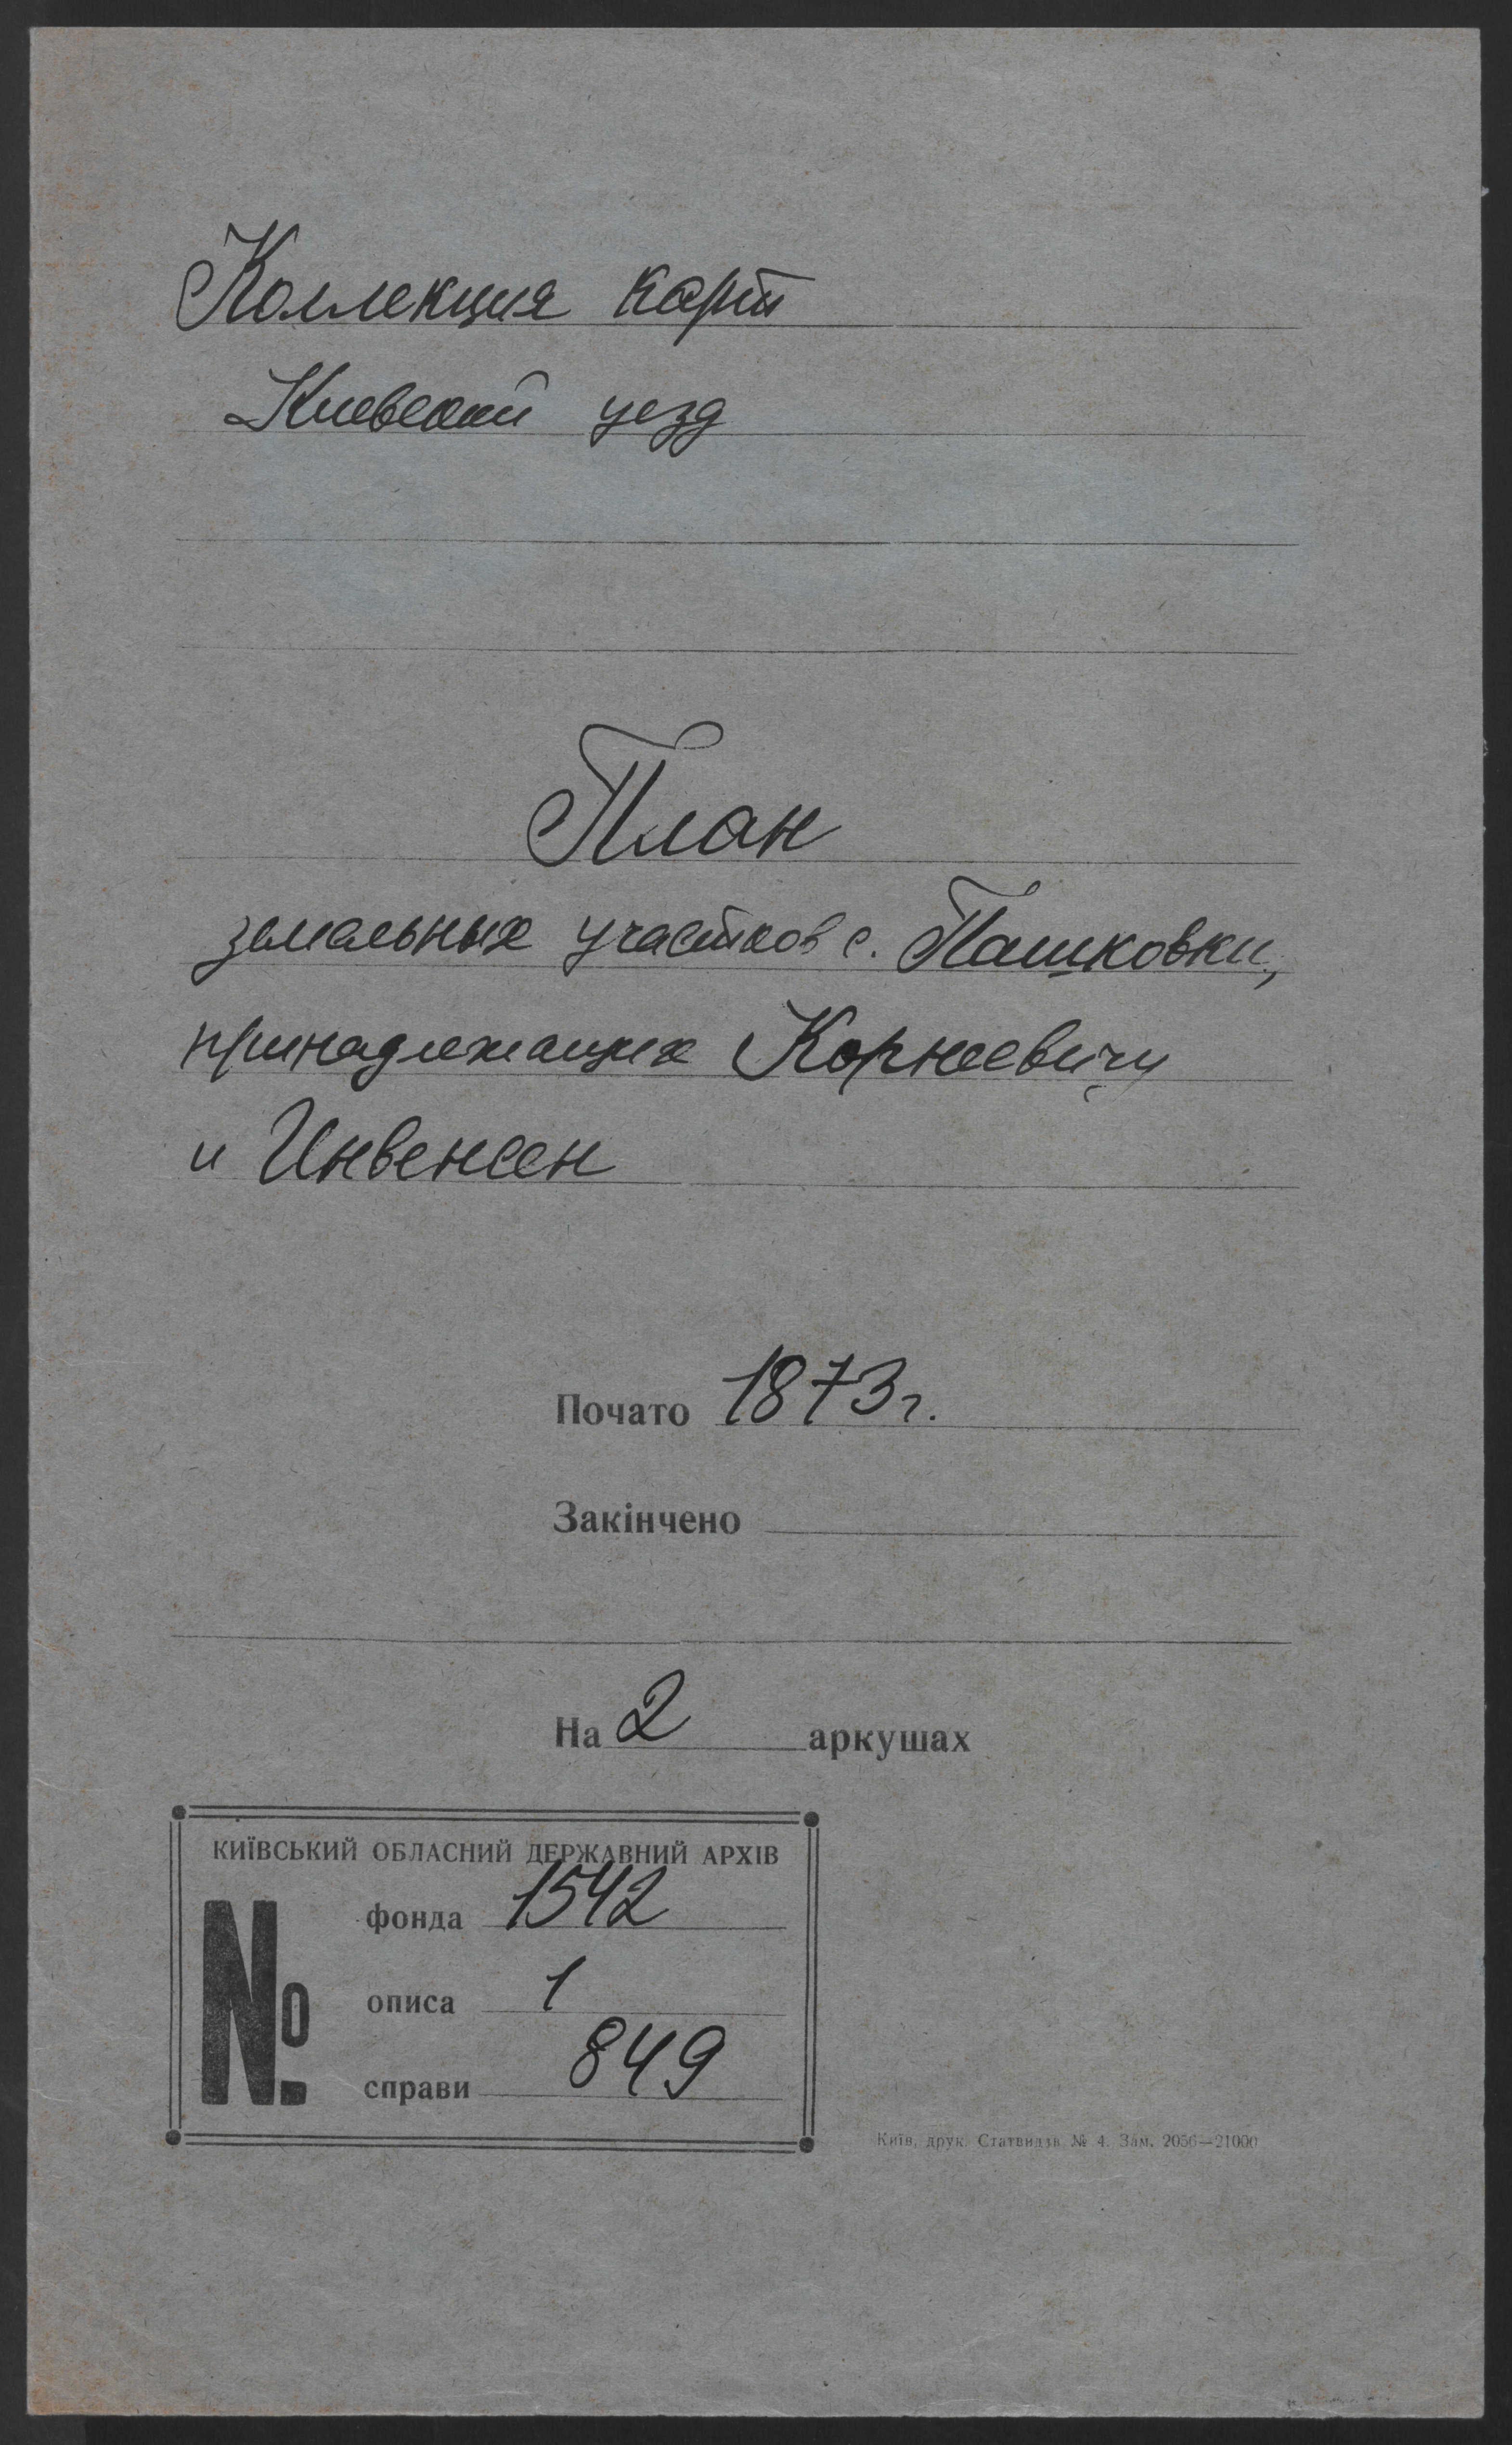 Коллекция карт
Киевский уезд
План
земельных участков с. Пашковки,
принадлежащих Корнеевичу
и Инвенсен
Почато 1873 г.
Закінчено
На 2 аркушах
КИЇВСЬКИЙ ОБЛАСНИЙ ДЕРЖАВНИЙ АРХІВ
№
фонда 1542
описа 1
справи 849
Київ, друк. Статвидав № 4. Зам. 2056—21000